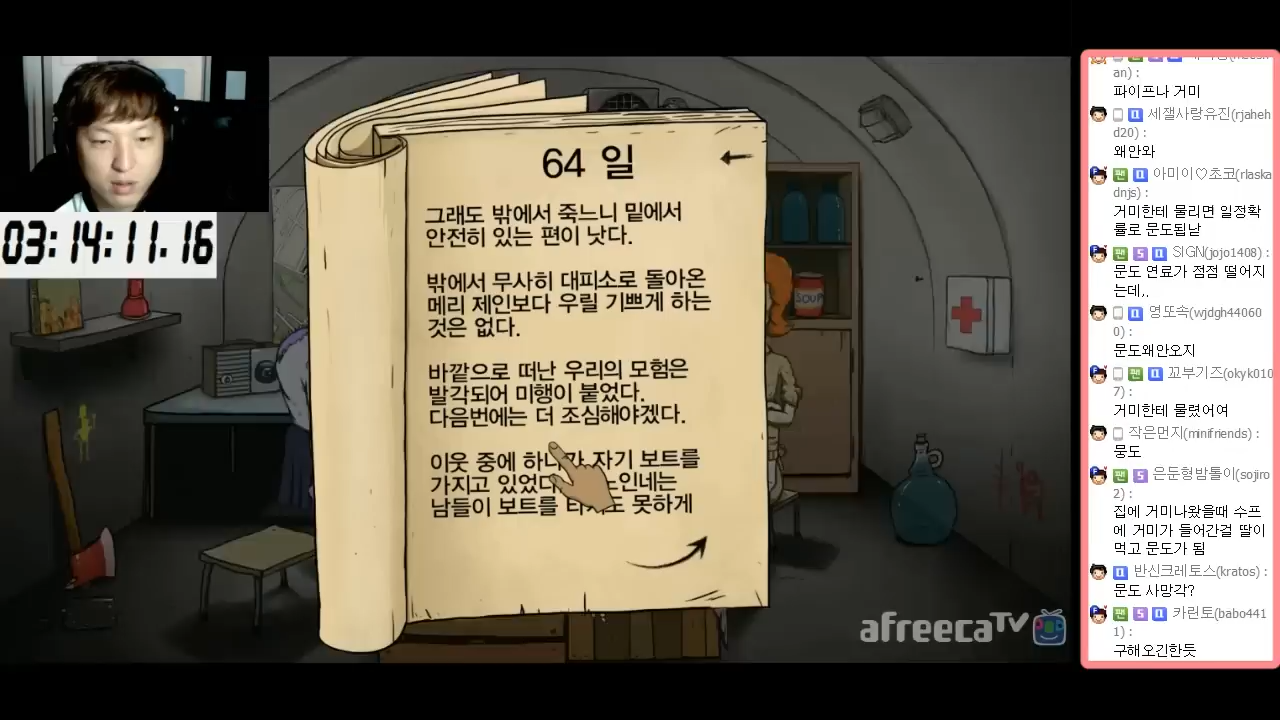 03:14:11.16
64 일
그래도 밖에서 죽느니 밑에서
안전히 있는 편이 낫다.
밖에서 무사히 대피소로 돌아온
메리 제인보다 우릴 기쁘게 하는
것은 없다.
바깥으로 떠난 우리의 모험은
발각되어 미행이 붙었다.
다음번에는 더 조심해야겠다.
이웃 중에 자기 보트를
가지고 있었다
남들이 보트를 못하게
SOUP
afreecaTV
an) :
파이프나 거미
세젤사랑유진(rjaheh
d20) :
왜안와
팬 아미이♡초코(rlaska
dnjs) :
거미한테 물리면 일정확
률로 문도될날
팬 S SIGN(jojo1408) :
문도 연료가 점점 떨어지
는데,,
영또속(wjdgh44060
0) :
문도왜안오지
팬 꼬부기즈(okyk010
7) :
거미한테 물렸어여
작은먼지(minifriends) :
뭉도
팬 S 은둔형밤톨이(sojiro
2) :
집에 거미나왔을때 수프
에 거미가 들어간걸 딸이
먹고 문도가 됨
반신크레토스(kratos) :
문도 사망각?
팬 S 카린토(babo441
1) :
구해오긴한듯